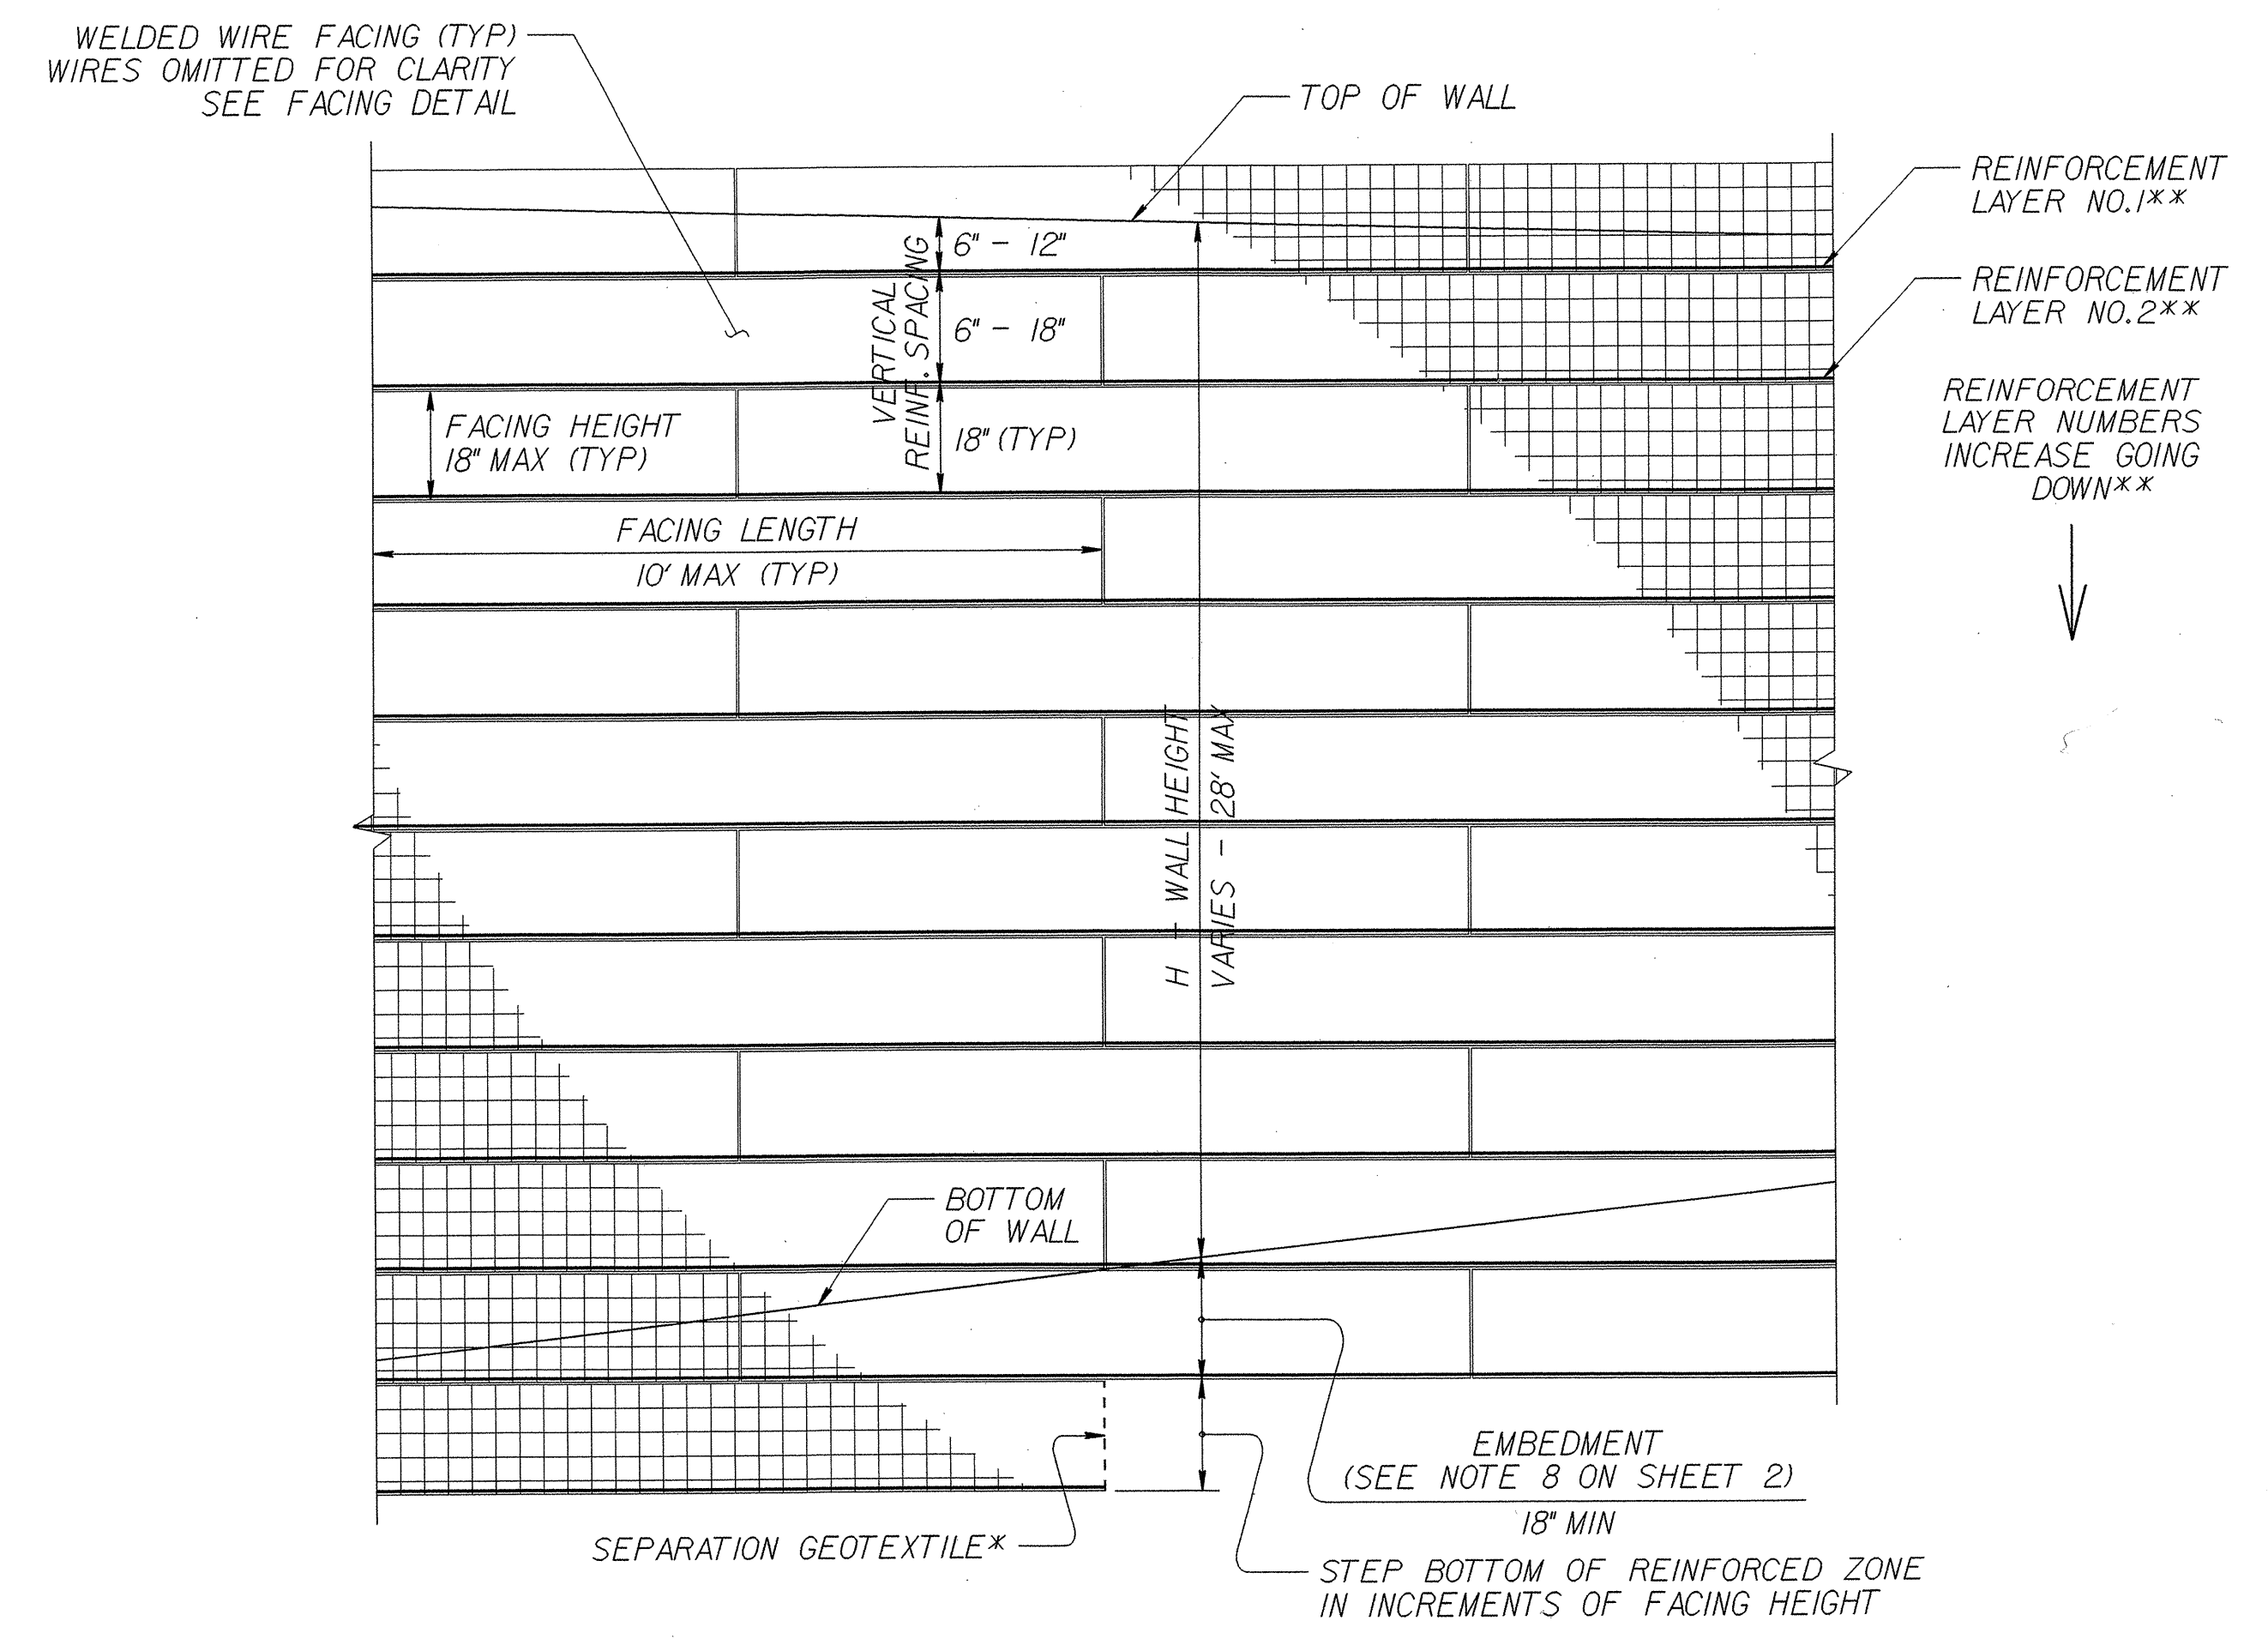 WELDED WIRE FACING (TYP)
WIRES OMITTED FOR CLARITY
SEE FACING DETAIL
TOP OF WALL
REINFORCEMENT
LAYER NO.1**
REINFORCEMENT
LAYER NO.2**
REINFORCEMENT
LAYER NUMBERS
INCREASE GOING
DOWN**
VERTICAL
REINF. SPACING
6" - 12"
6" - 18"
18" (TYP)
FACING HEIGHT
18" MAX (TYP)
FACING LENGTH
10' MAX (TYP)
H - WALL HEIGHT
VARIES - 28' MAX
BOTTOM
OF WALL
EMBEDMENT
(SEE NOTE 8 ON SHEET 2)
18" MIN
SEPARATION GEOTEXTILE*
STEP BOTTOM OF REINFORCED ZONE
IN INCREMENTS OF FACING HEIGHT